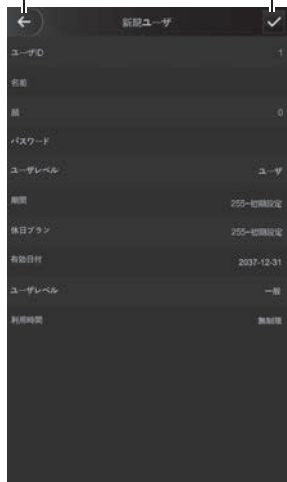 新規ユーザ
ユーザID 1
名前
顔 0
パスワード
ユーザレベル ユーザ
期間 255-初期設定
休日プラン 255-初期設定
有効日付 2037-12-31
ユーザレベル 一般
利用時間 無制限